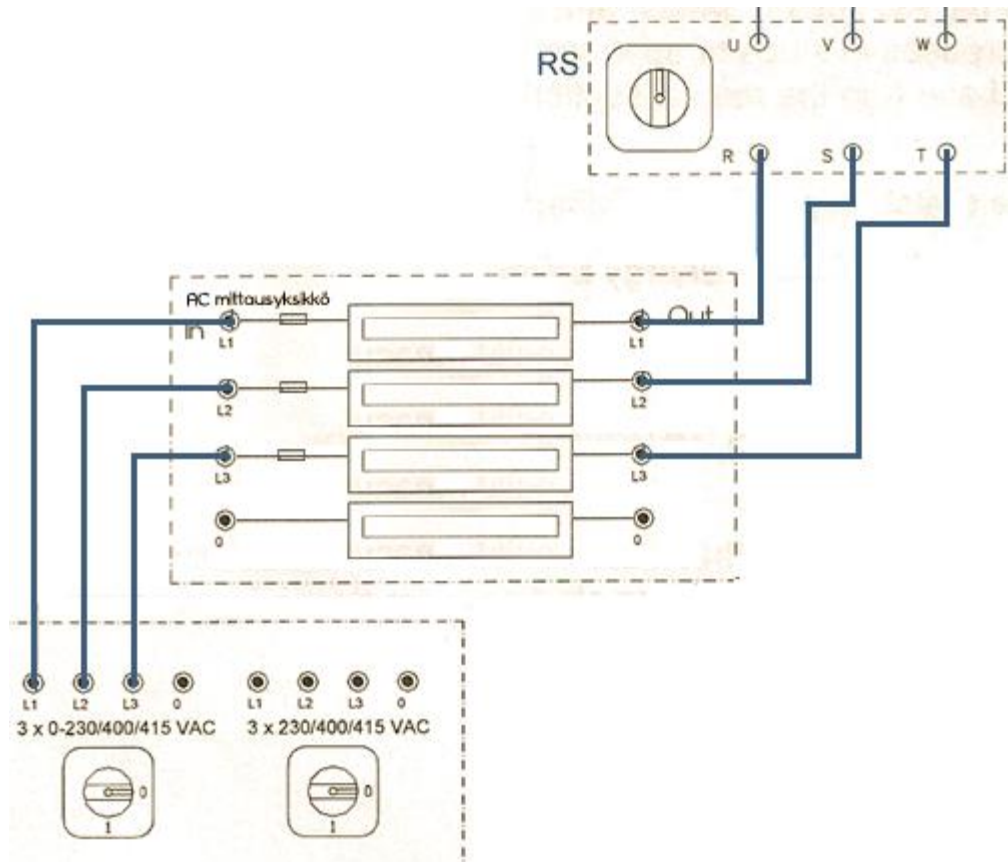 U V W
RS
R S T
AC mittausyksikkö
In Out
L1 L1
L2 L2
L3 L3
0 0
L1 L2 L3 0 L1 L2 L3 0
3 x 0-230/400/415 VAC 3 x 230/400/415 VAC
0 0
1 1